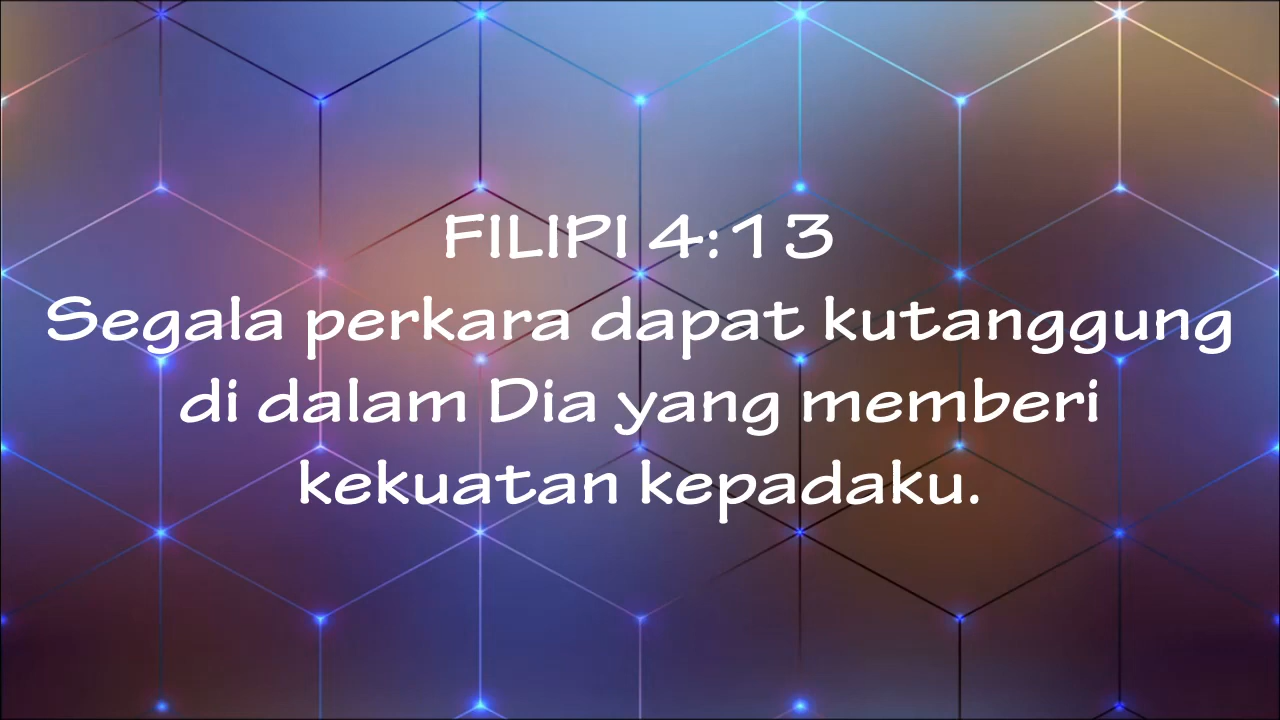 FILIPI 4:13
Segala perkara dapat kutanggung
di dalam Dia yang memberi
kekuatan kepadaku.